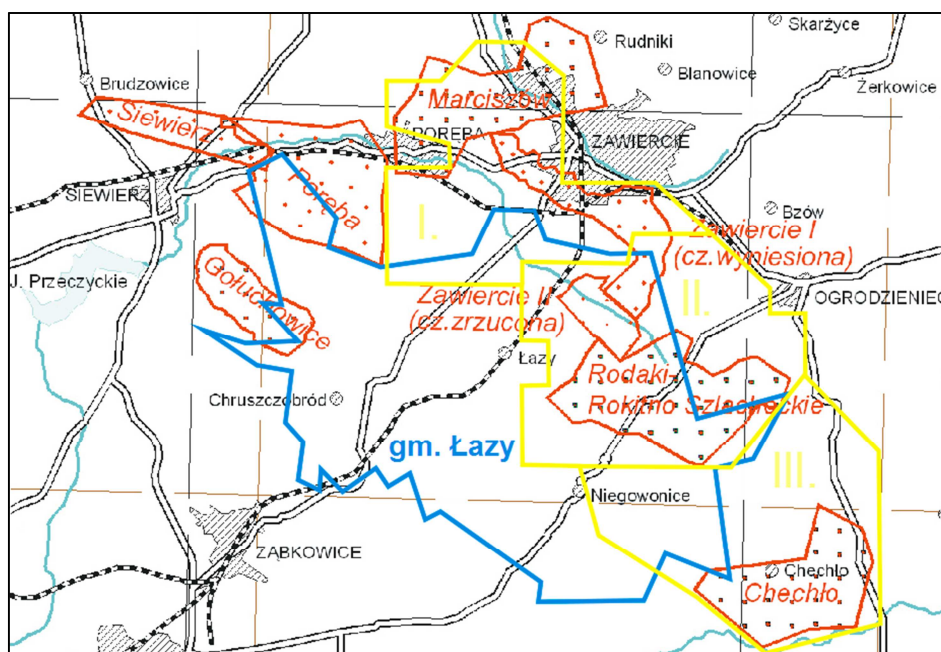 Skarżyce
Rudniki
Brudzowice
Blanowice
Żerkowice
Marciszów
Siewierz
PORĘBA
ZAWIERCIE
SIEWIERZ
Poręba
I.
Bzów
Zawiercie I
(cz.wyniesiona)
Gołuchowice
J. Przeczyckie
Zawiercie II
(cz.zrzucona)
II.
OGRODZIENIEC
Łazy
Rodaki-
Rokitno Szlacheckie
Chruszczobród
gm. Łazy
III.
Niegowonice
ZĄBKOWICE
Chechlo
Chechło